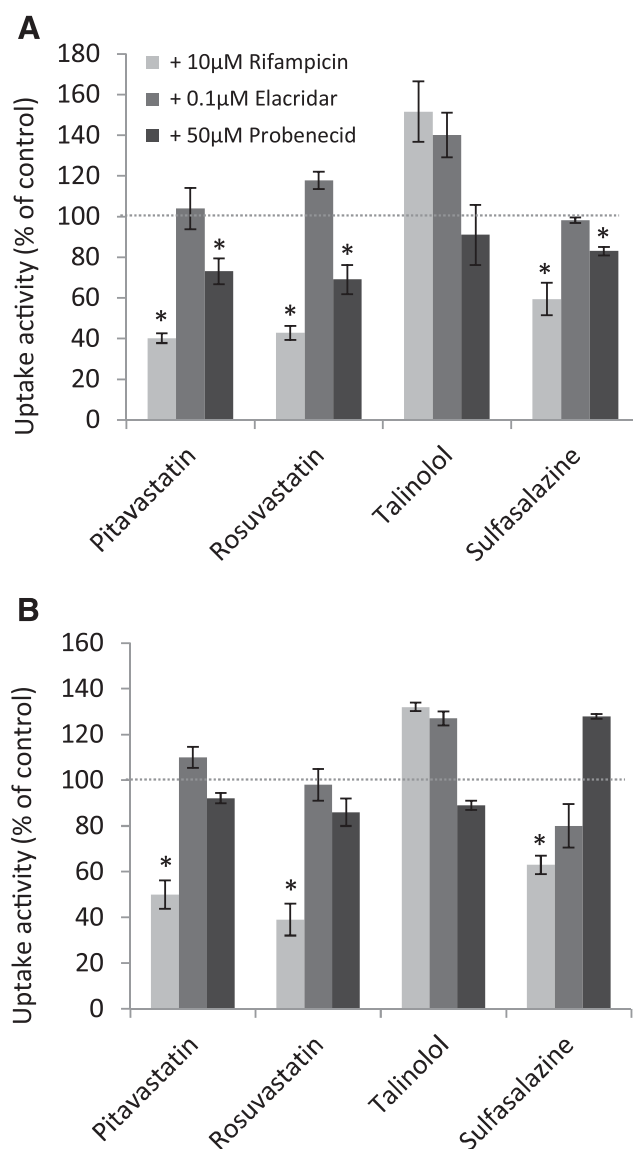 A
Uptake activity (% of control)
180
160
140
120
100
80
60
40
20
0
+ 10μM Rifampicin
+ 0.1μM Elacridar
+ 50μM Probenecid
*
*
*
*
*
*
Pitavastatin
Rosuvastatin
Talinolol
Sulfasalazine
B
Uptake activity (% of control)
160
140
120
100
80
60
40
20
0
*
*
*
Pitavastatin
Rosuvastatin
Talinolol
Sulfasalazine